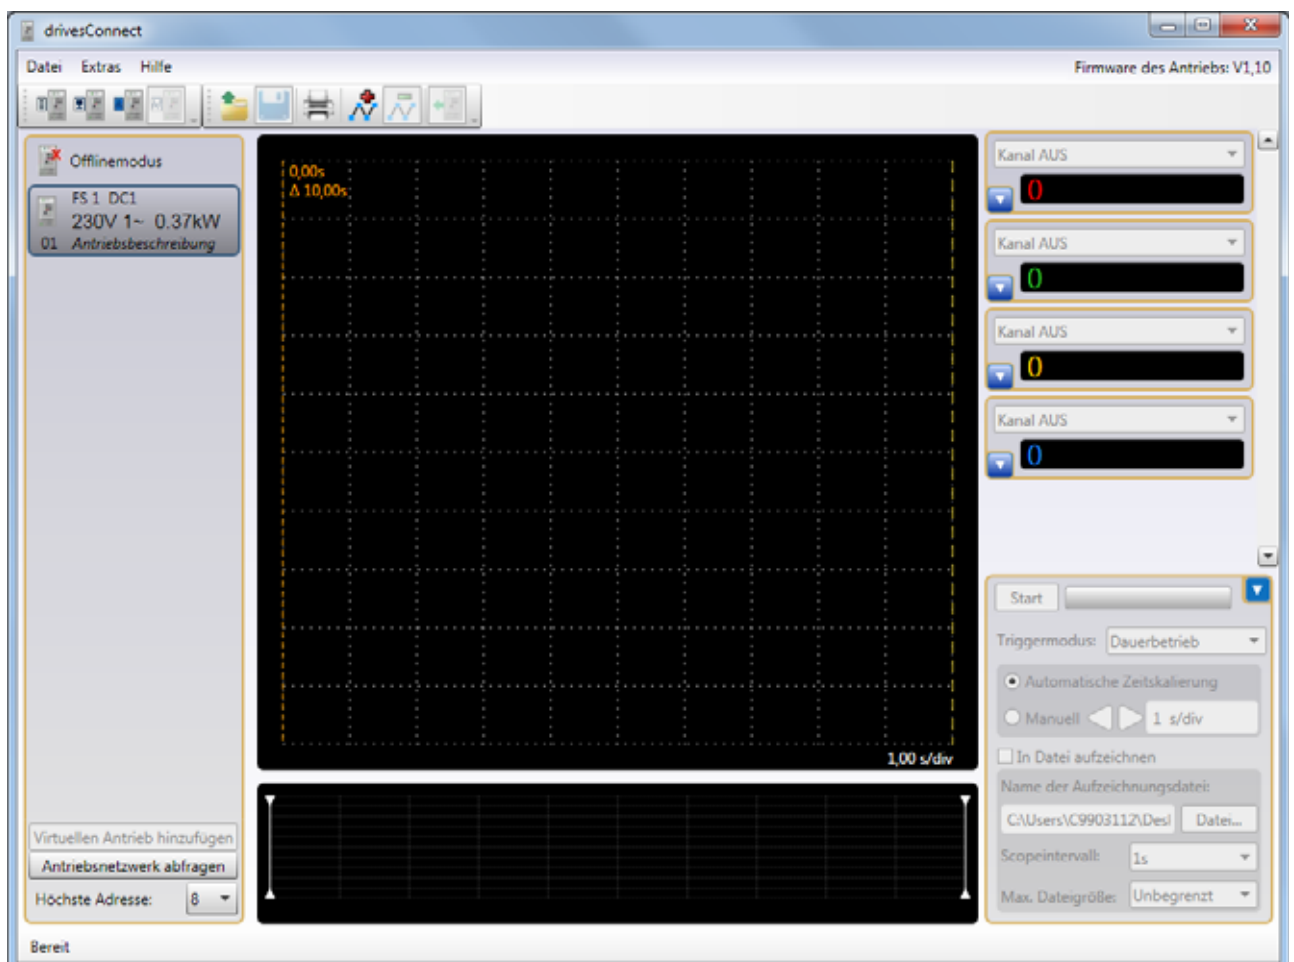 drivesConnect
Datei Extras Hilfe
Firmware des Antriebs: V1,10
Offlinemodus
FS 1 DC1
230V 1~ 0.37kW
01 Antriebsbeschreibung
Virtuellen Antrieb hinzufügen
Antriebsnetzwerk abfragen
Höchste Adresse: 8
Bereit
0,00s
Δ 10,00s
1,00 s/div
Kanal AUS
0
Kanal AUS
0
Kanal AUS
0
Kanal AUS
0
Start
Triggermodus: Dauerbetrieb
Automatische Zeitskalierung
Manuell 1 s/div
In Datei aufzeichnen
Name der Aufzeichnungsdatei:
C:\Users\C9903112\Desl Datei...
Scopeintervall: 1s
Max. Dateigröße: Unbegrenzt